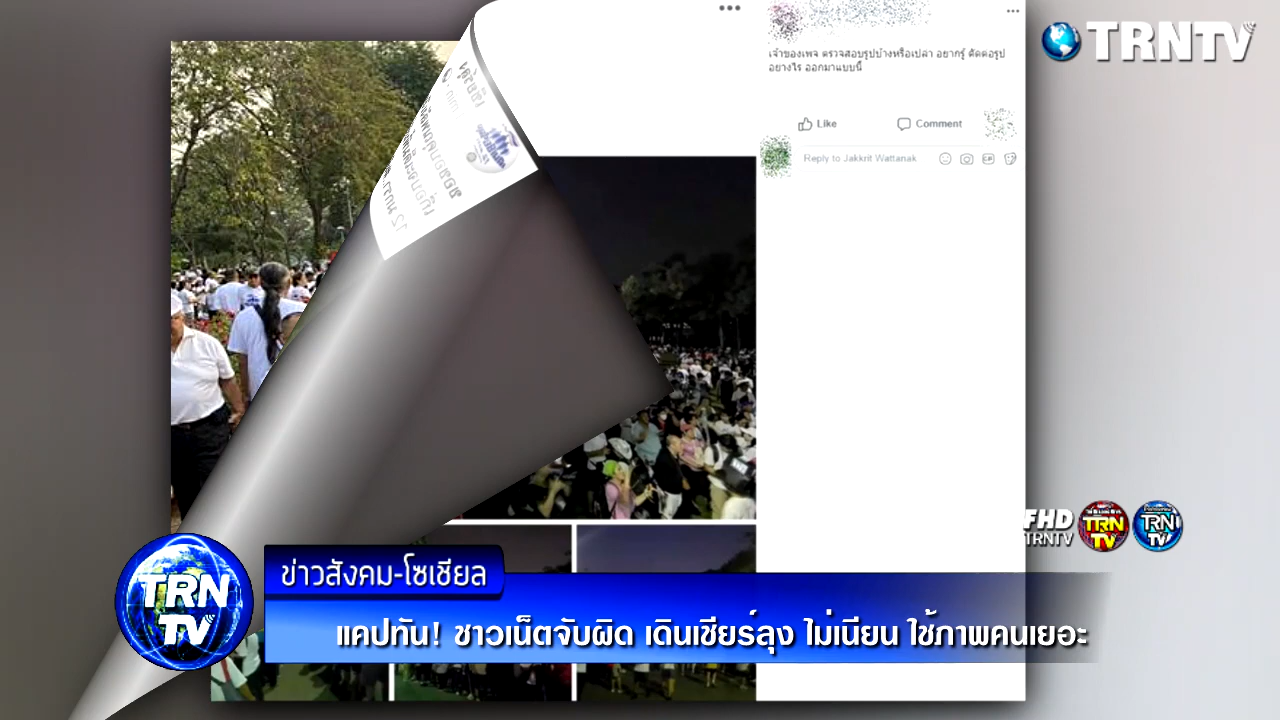 TRNTV
เจ้าของเพจ ตรวจสอบรูปบ้างหรือเปล่า อยากรู้ ตัดต่อรูป
อย่างไร ออกมาแบบนี้
Like
Comment
Reply to Jakkrit Wattanak
FHD
TRNTV
TRN
TV
TRN
TV
TRN
TV
ข่าวสังคม-โซเชียล
แคปทัน! ชาวเน็ตจับผิด เดินเชียร์ลุง ไม่เนียน ใช้ภาพคนเยอะ